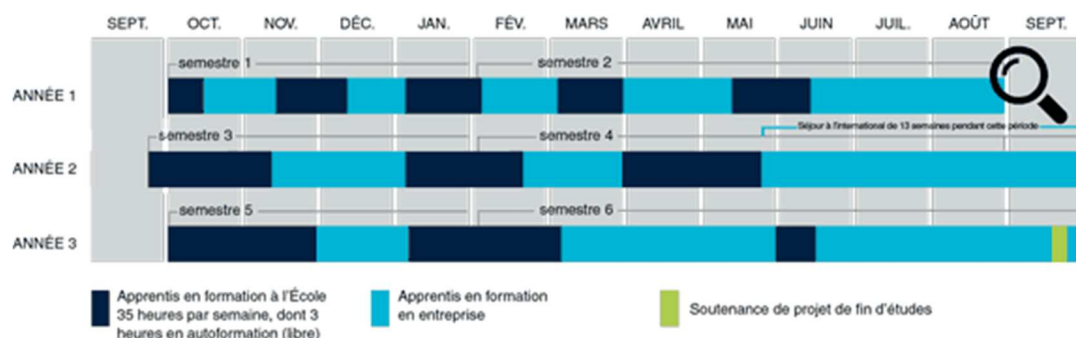 SEPT. OCT. NOV. DÉC. JAN. FÉV. MARS AVRIL MAI JUIN JUIL. AOÛT SEPT.
semestre 1 semestre 2
ANNÉE 1
Séjour à l'international de 13 semaines pendant cette période
semestre 3 semestre 4
ANNÉE 2
semestre 5 semestre 6
ANNÉE 3
Apprentis en formation à l'École
35 heures par semaine, dont 3
heures en autoformation (libre)
Apprentis en formation
en entreprise
Soutenance de projet de fin d'études